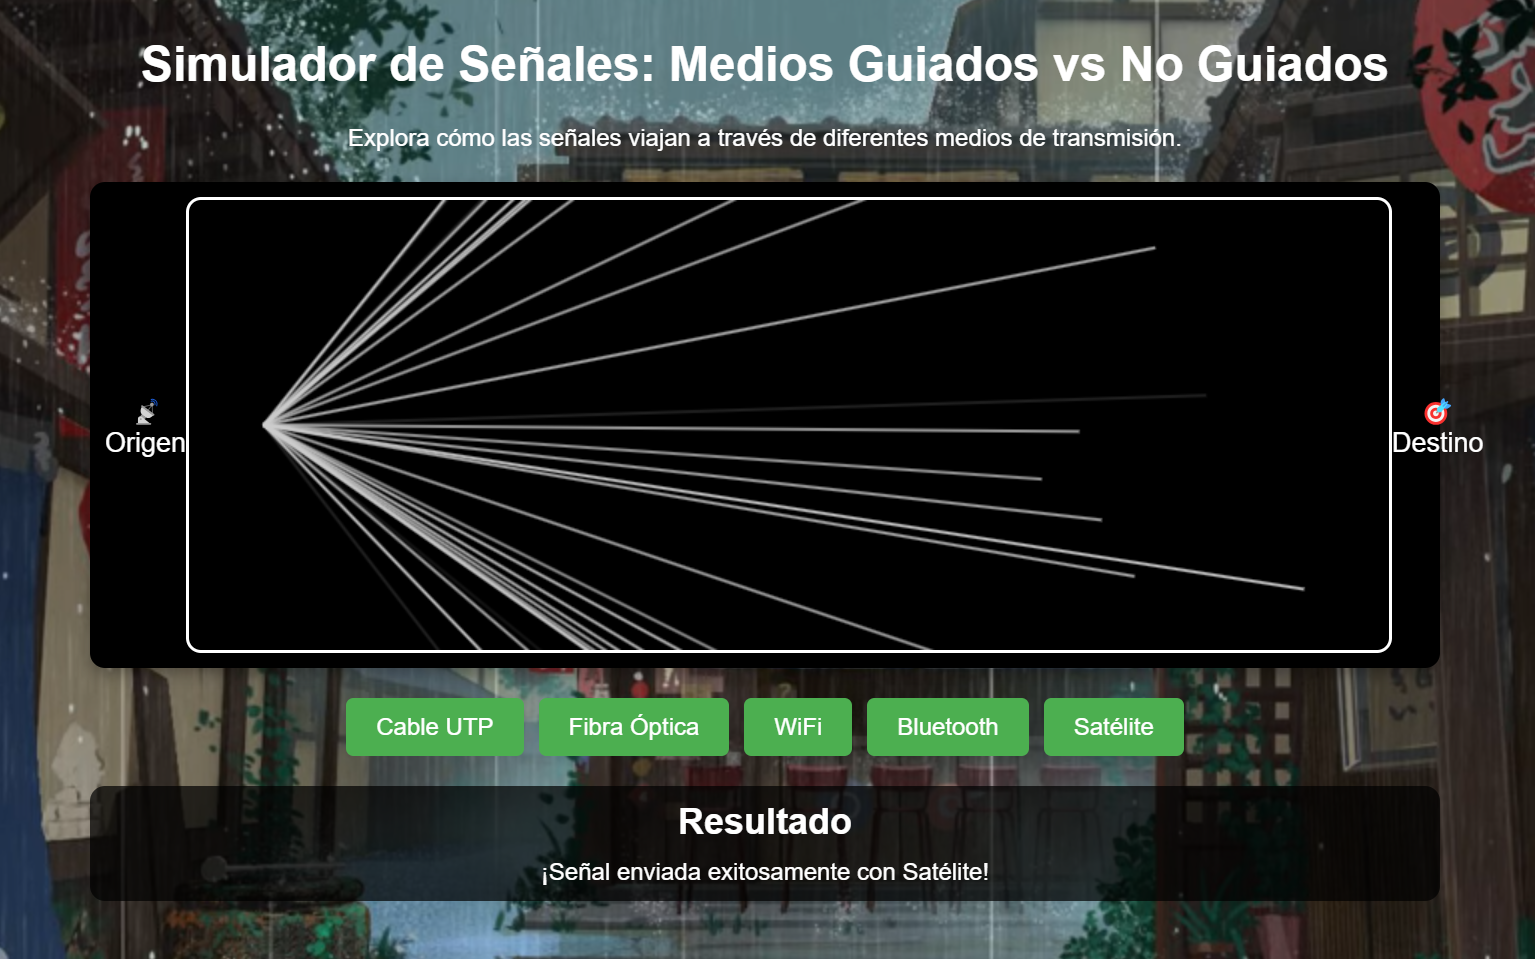 Simulador de Señales: Medios Guiados vs No Guiados
Explora cómo las señales viajan a través de diferentes medios de transmisión.
Origen
Destino
Cable UTP
Fibra Óptica
WiFi
Bluetooth
Satélite
Resultado
¡Señal enviada exitosamente con Satélite!